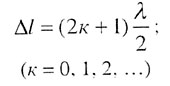 Δl = (2κ + 1) λ/2 ;
(κ = 0, 1, 2, ...)